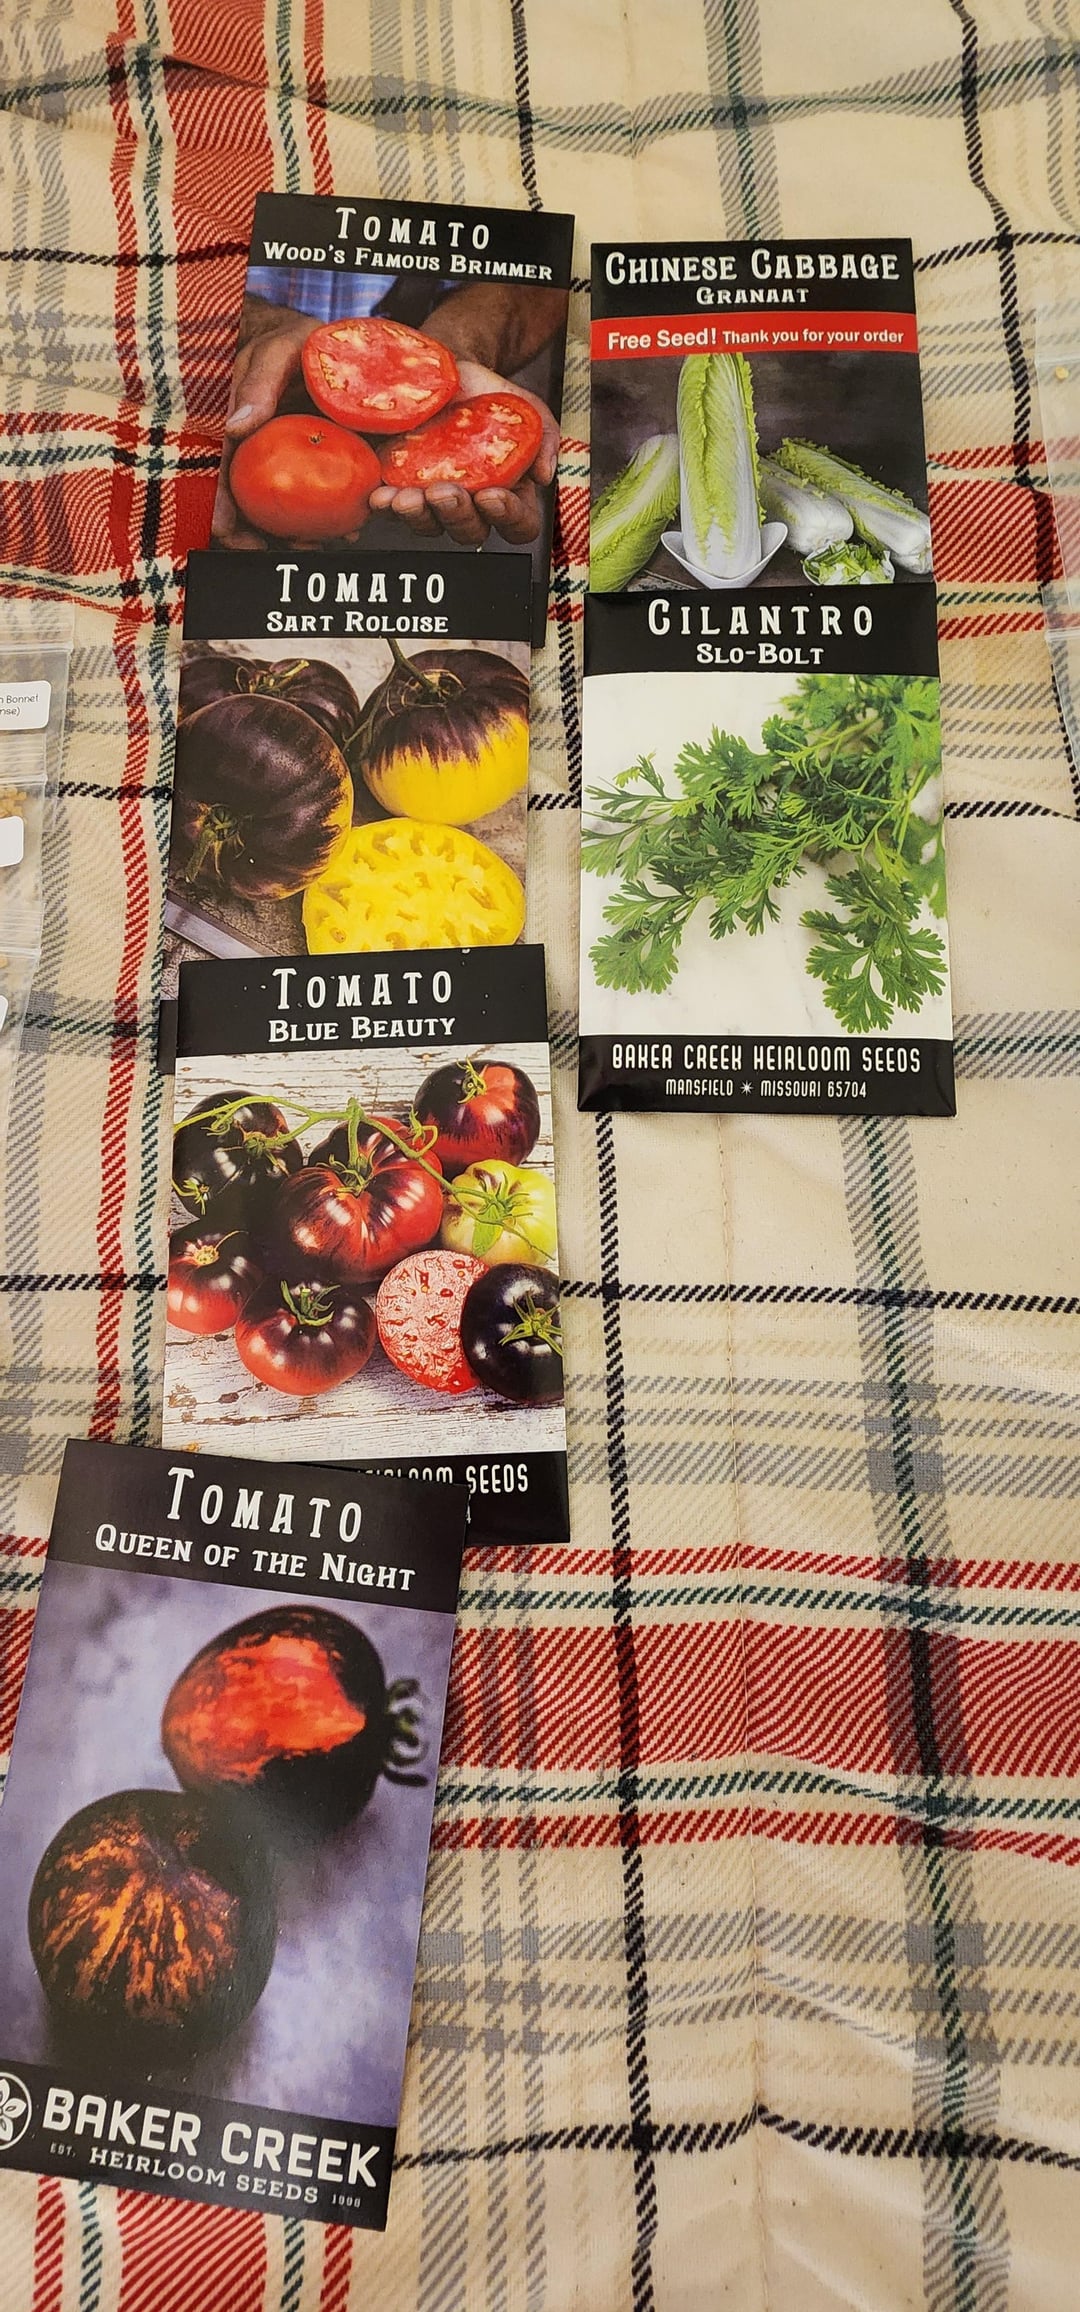 TOMATO
WOOD'S FAMOUS BRIMMER
CHINESE CABBAGE
GRANAAT
Free Seed! Thank you for your order
TOMATO
SART ROLOISE
CILANTRO
SLO-BOLT
BAKER CREEK HEIRLOOM SEEDS
MANSFIELD ✴ MISSOURI 65704
Bonnet
TOMATO
BLUE BEAUTY
SEEDS
TOMATO
QUEEN OF THE NIGHT
BAKER CREEK
EST. HEIRLOOM SEEDS 1998